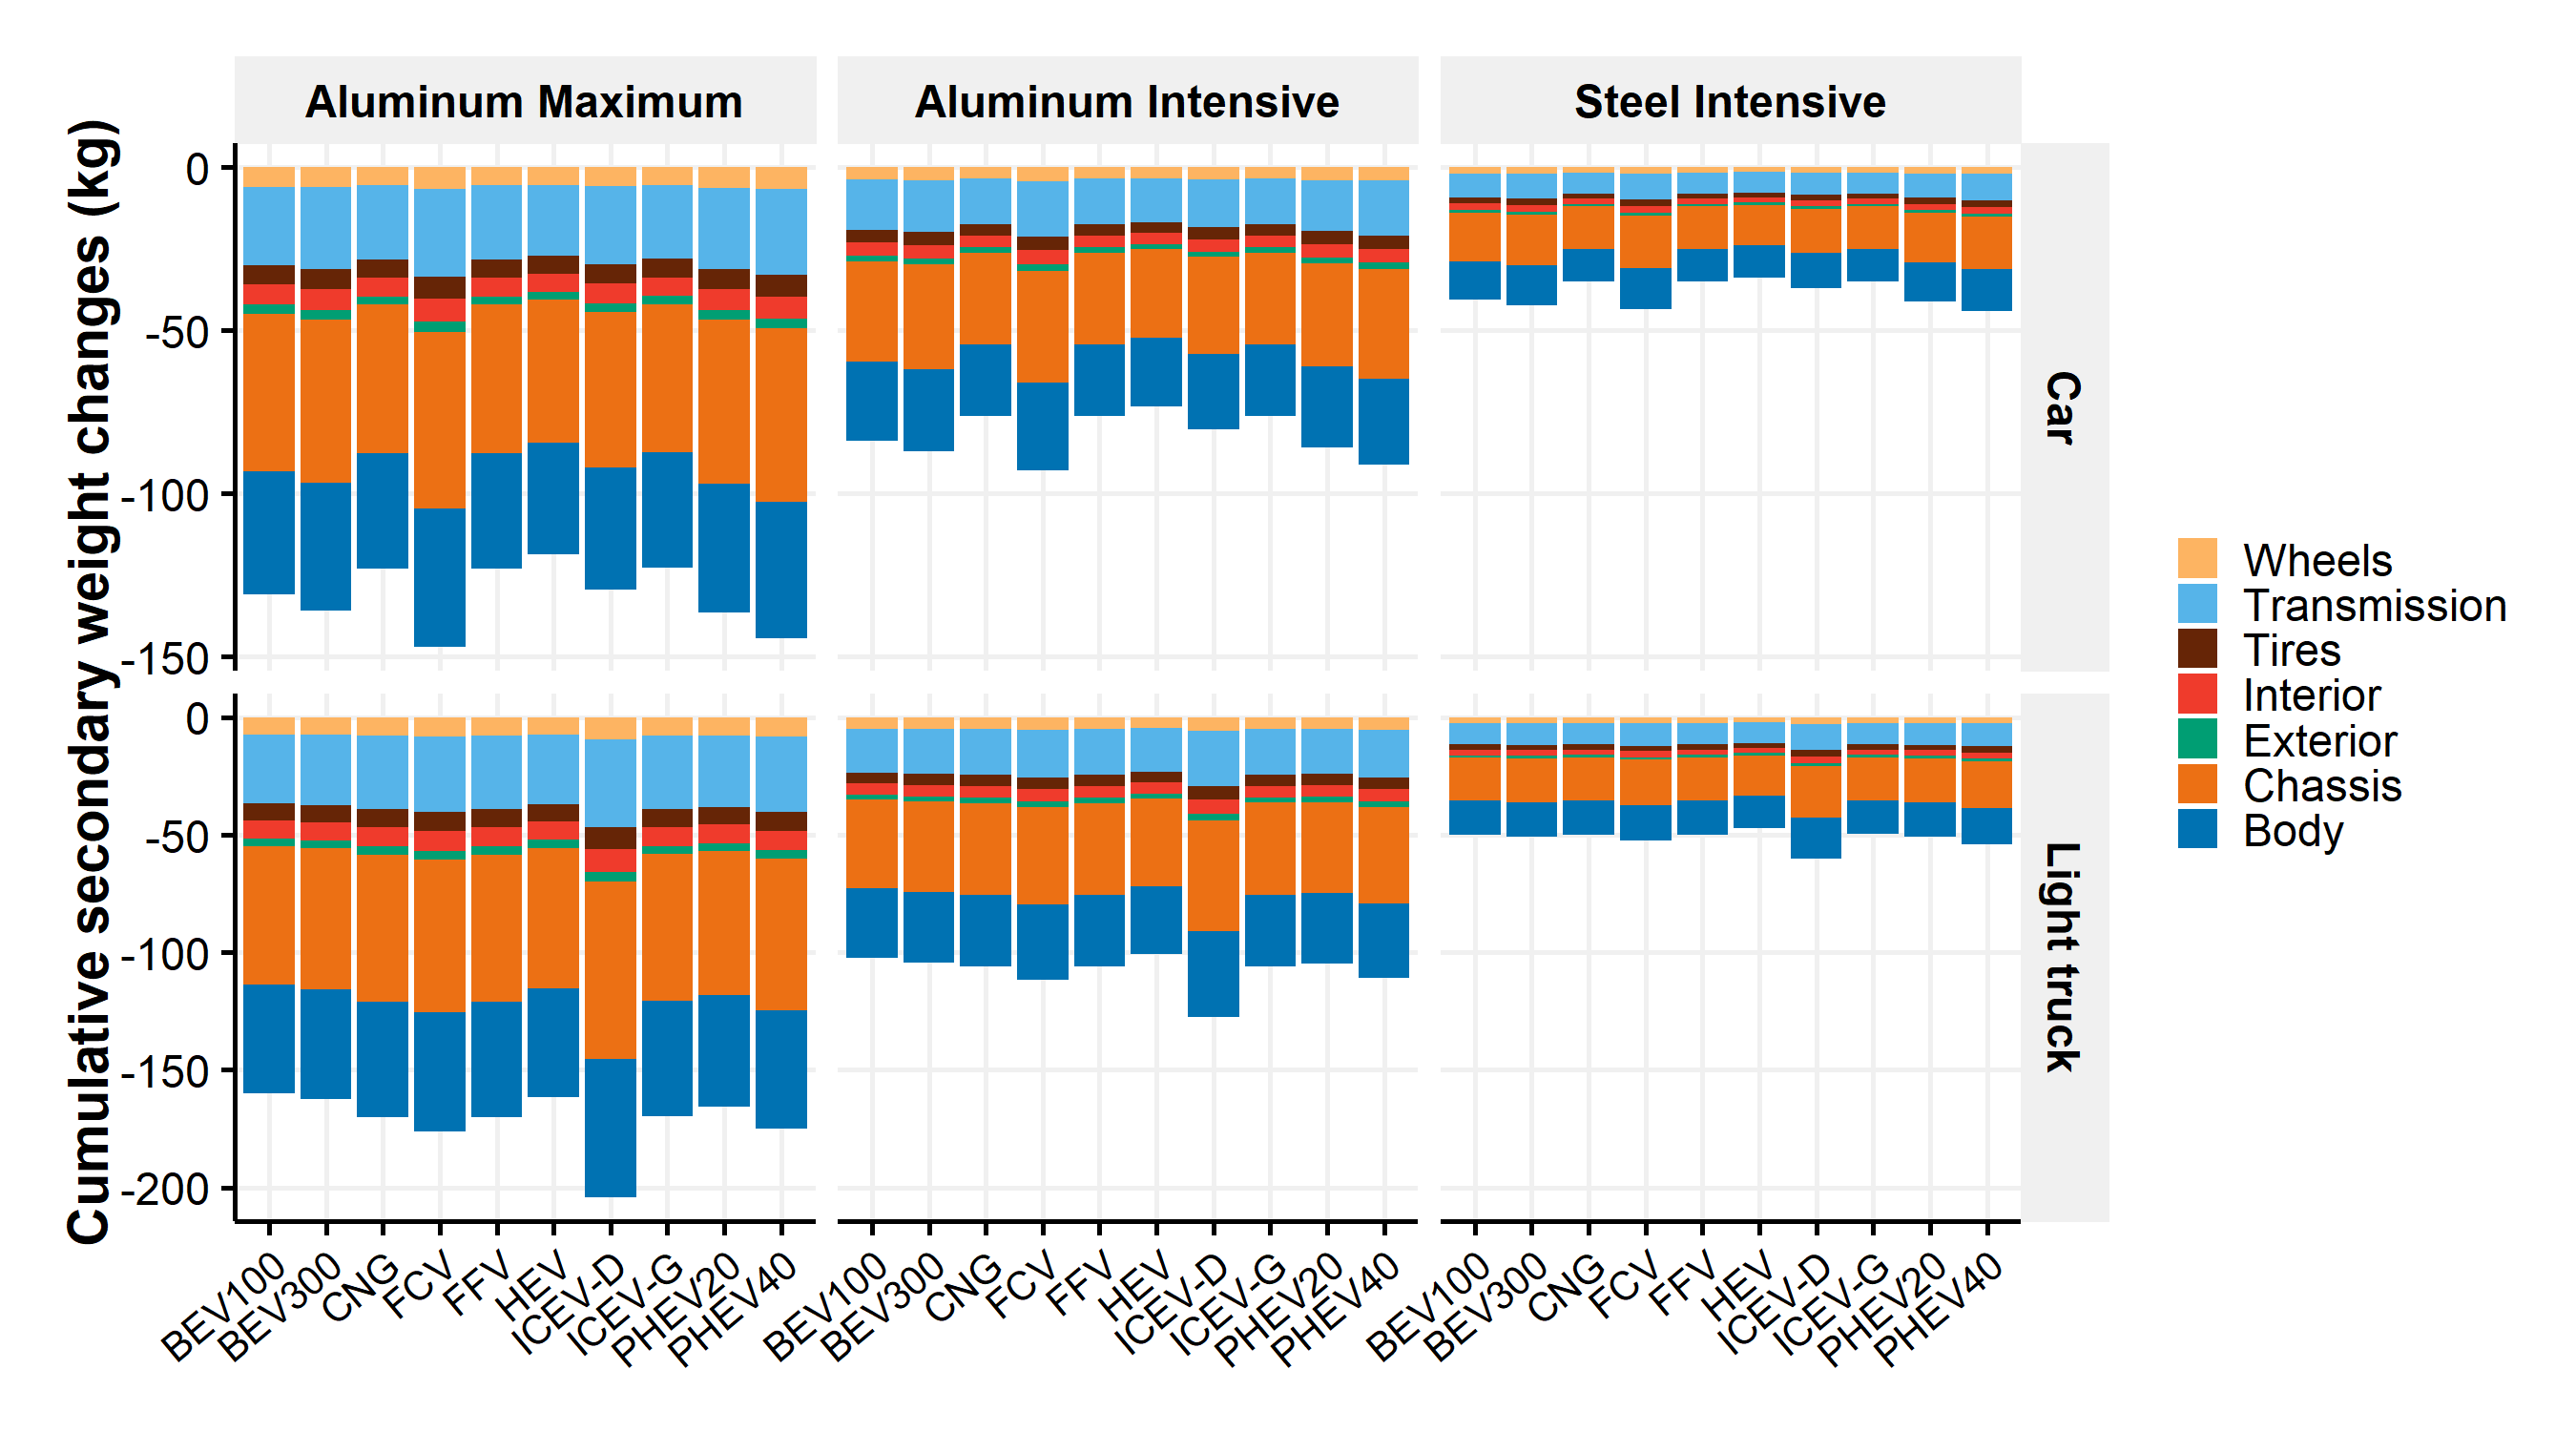 Aluminum Maximum
Aluminum Intensive
Steel Intensive
Cumulative secondary weight changes (kg)
0
-50
-100
-150
Car
0
-50
-100
-150
-200
Light truck
BEV100
BEV300
CNG
FCV
FFV
HEV
ICEV-D
ICEV-G
PHEV20
PHEV40
BEV100
BEV300
CNG
FCV
FFV
HEV
ICEV-D
ICEV-G
PHEV20
PHEV40
BEV100
BEV300
CNG
FCV
FFV
HEV
ICEV-D
ICEV-G
PHEV20
PHEV40
Wheels
Transmission
Tires
Interior
Exterior
Chassis
Body